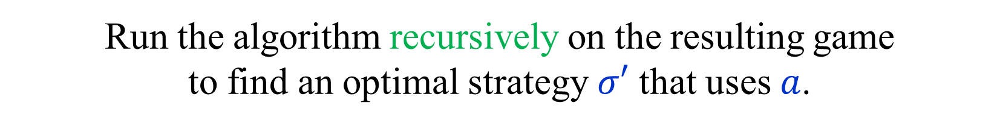 Run the algorithm recursively on the resulting game
to find an optimal strategy σ′ that uses a.